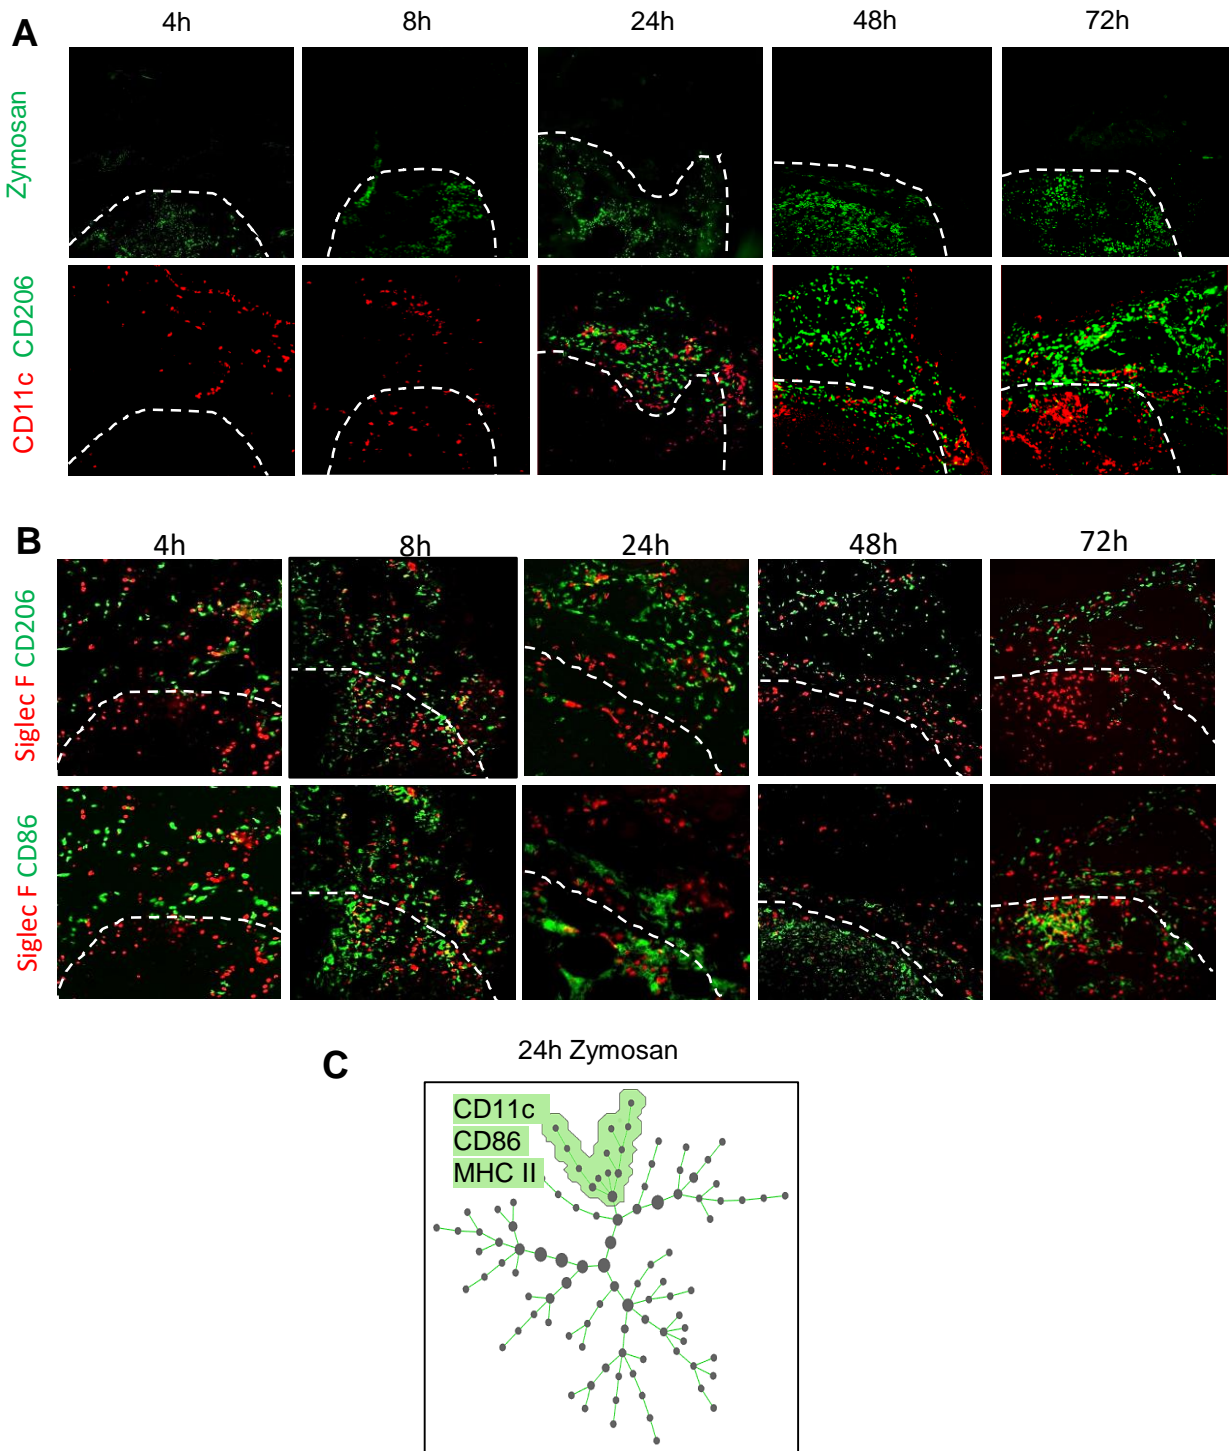 A
4h 8h 24h 48h 72h
Zymosan
CD11c CD206
B
4h 8h 24h 48h 72h
Siglec F CD206
Siglec F CD86
C
24h Zymosan
CD11c
CD86
MHC II